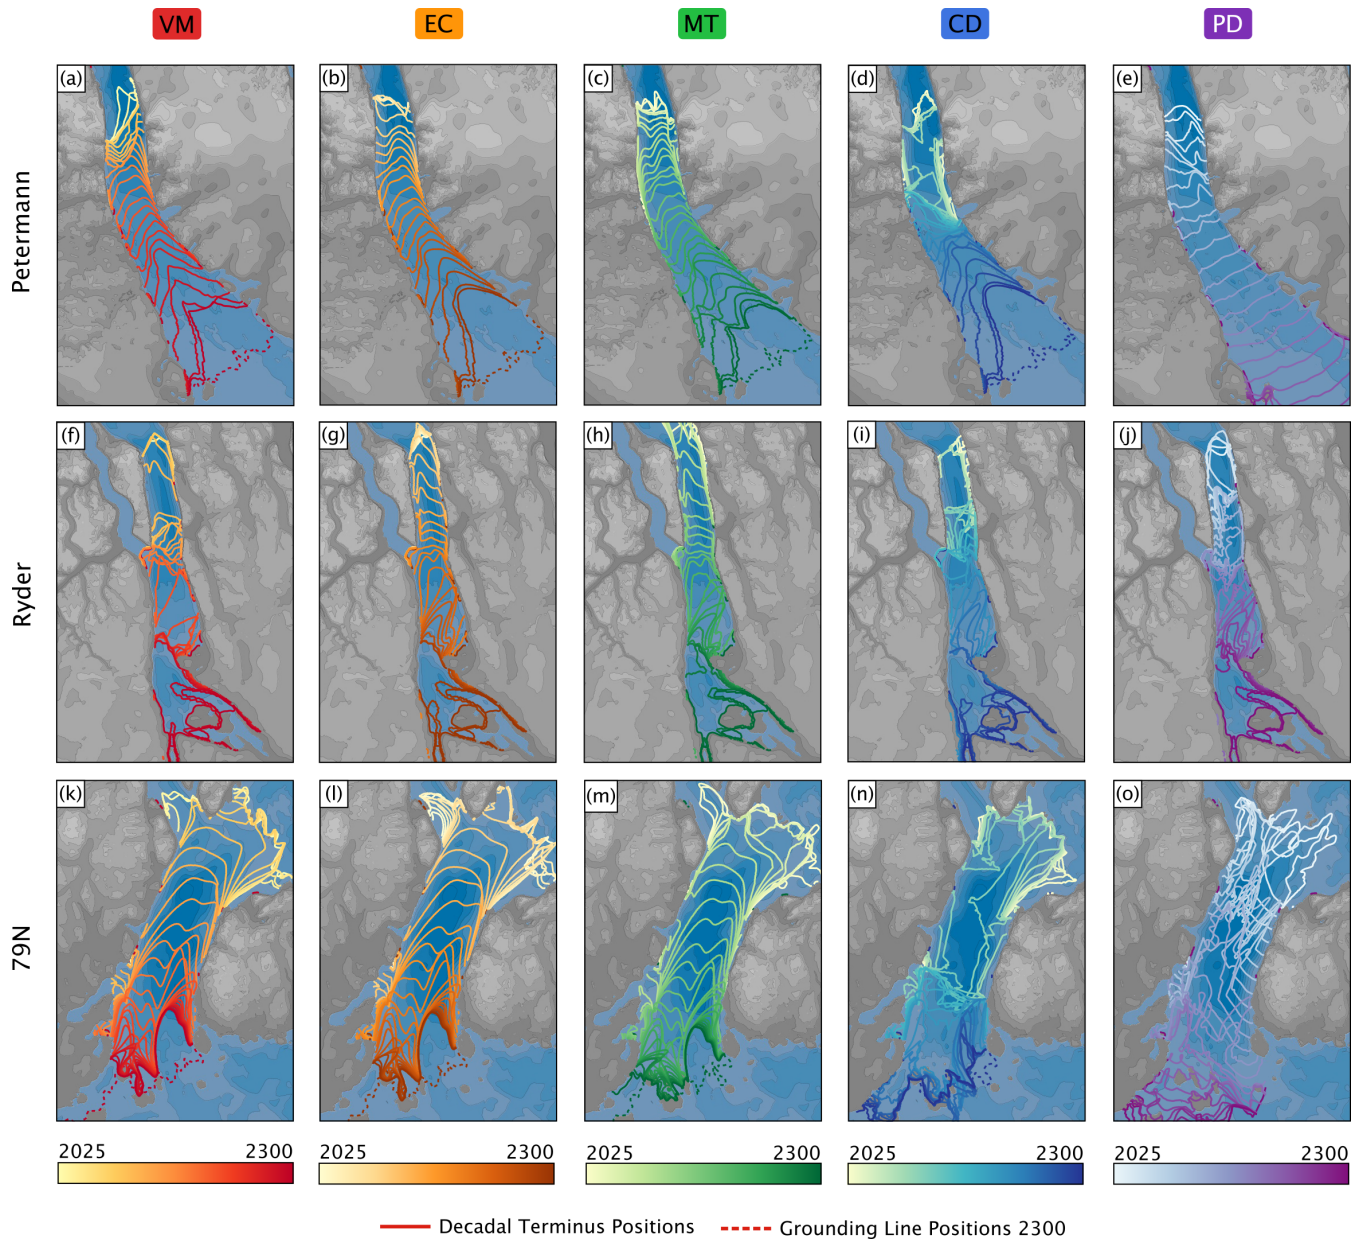 VM EC MT CD PD
Petermann
(a) (b) (c) (d) (e)
Ryder
(f) (g) (h) (i) (j)
79N
(k) (l) (m) (n) (o)
2025 2300 2025 2300 2025 2300 2025 2300 2025 2300
Decadal Terminus Positions Grounding Line Positions 2300